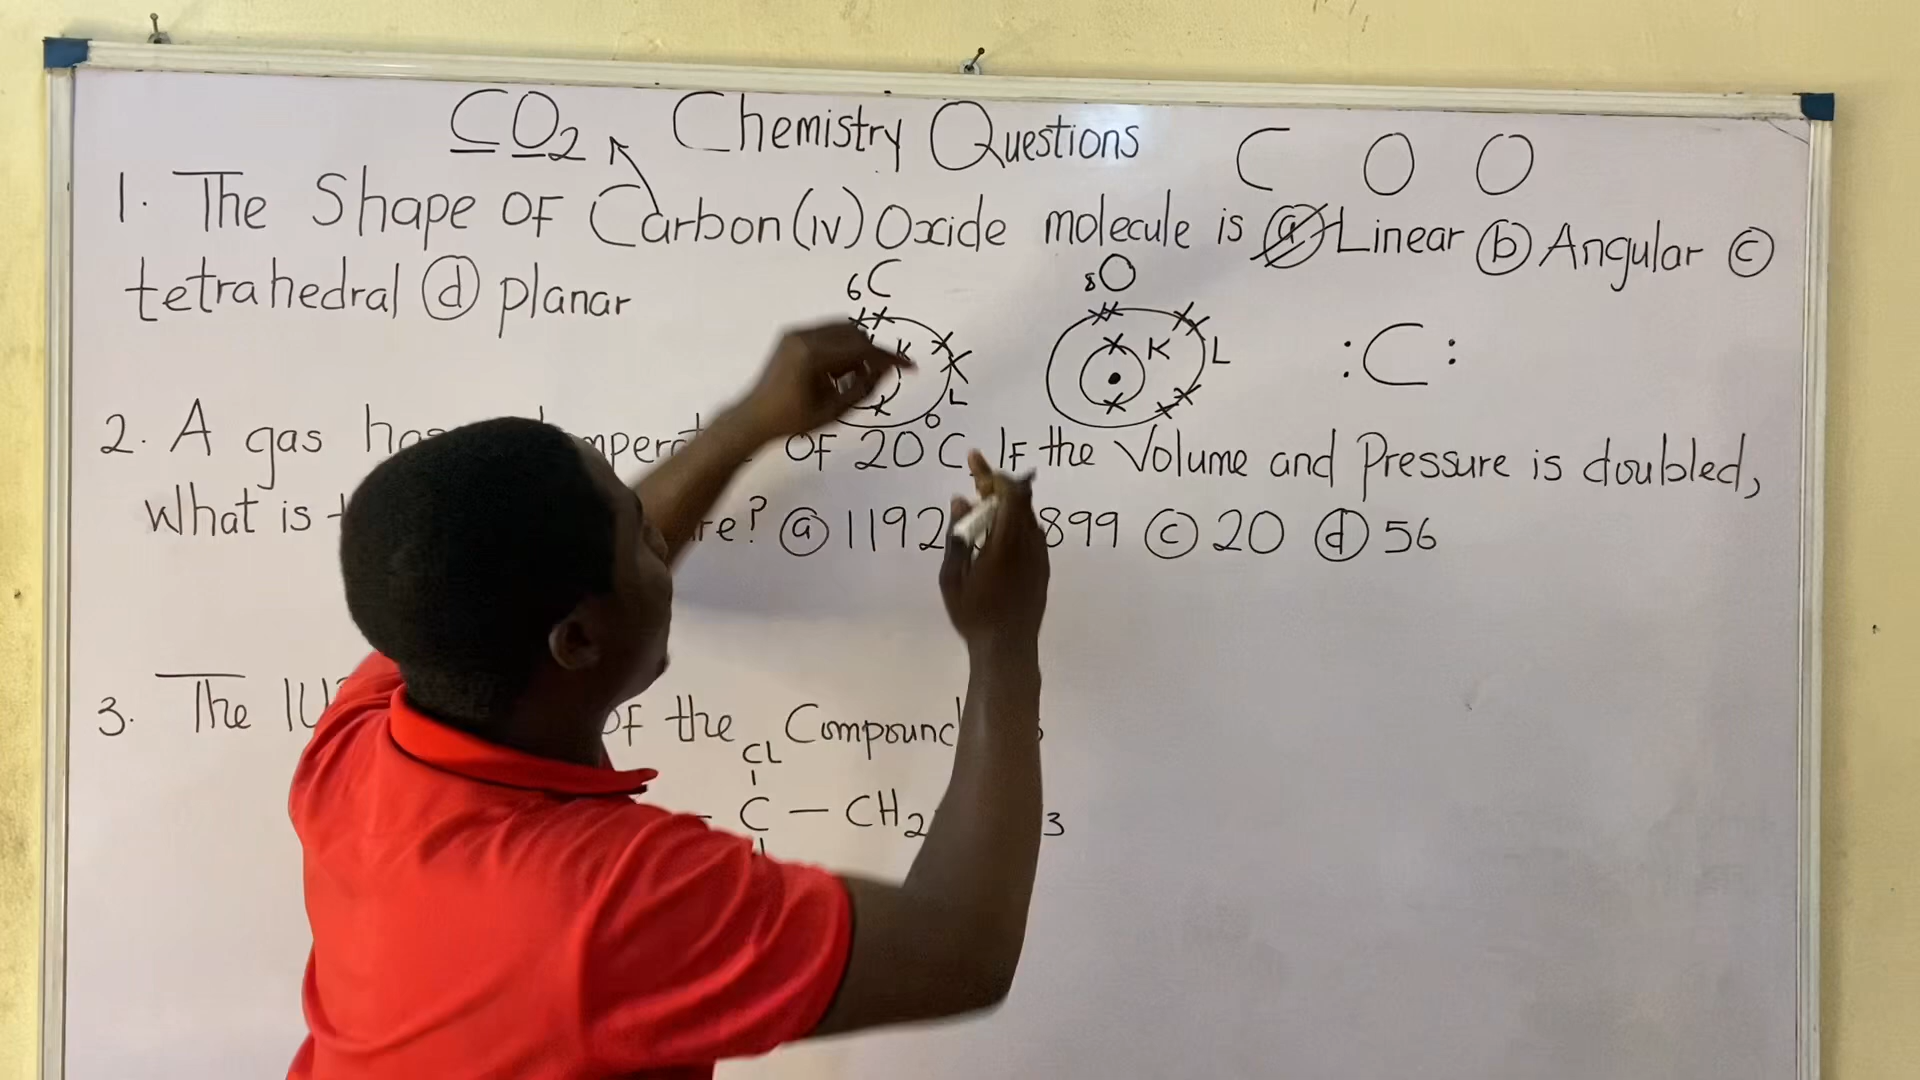 CO2 Chemistry Questions C O O
1. The Shape OF Carbon(iv) Oxide molecule is (a) Linear (b) Angular (c)
tetrahedral (d) planar
6C 8O
K L K L :C:
2. A gas OF 20°C. IF the Volume and Pressure is doubled,
What is ? (a) 1192 899 (c) 20 (d) 56
3. The OF the Compound
CL
C — CH2 3